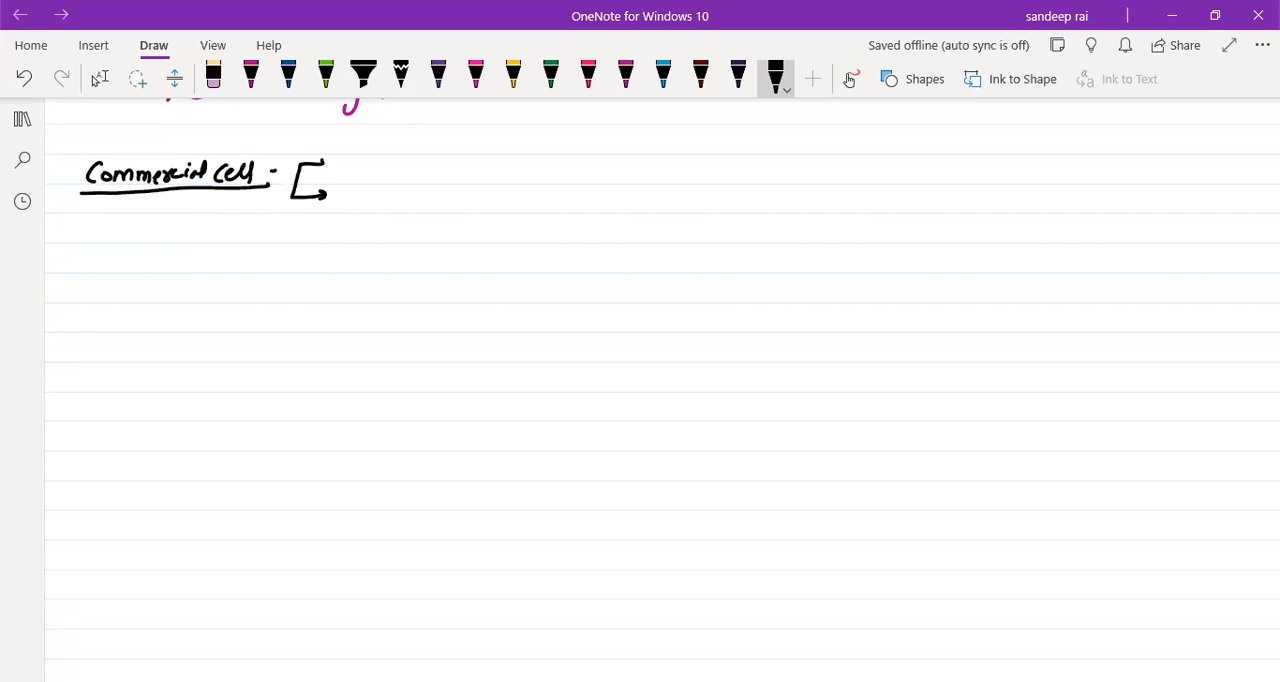 OneNote for Windows 10
sandeep rai
Home Insert Draw View Help
Saved offline (auto sync is off)
Share
Shapes
Ink to Shape
Ink to Text
Commercial Cell :-